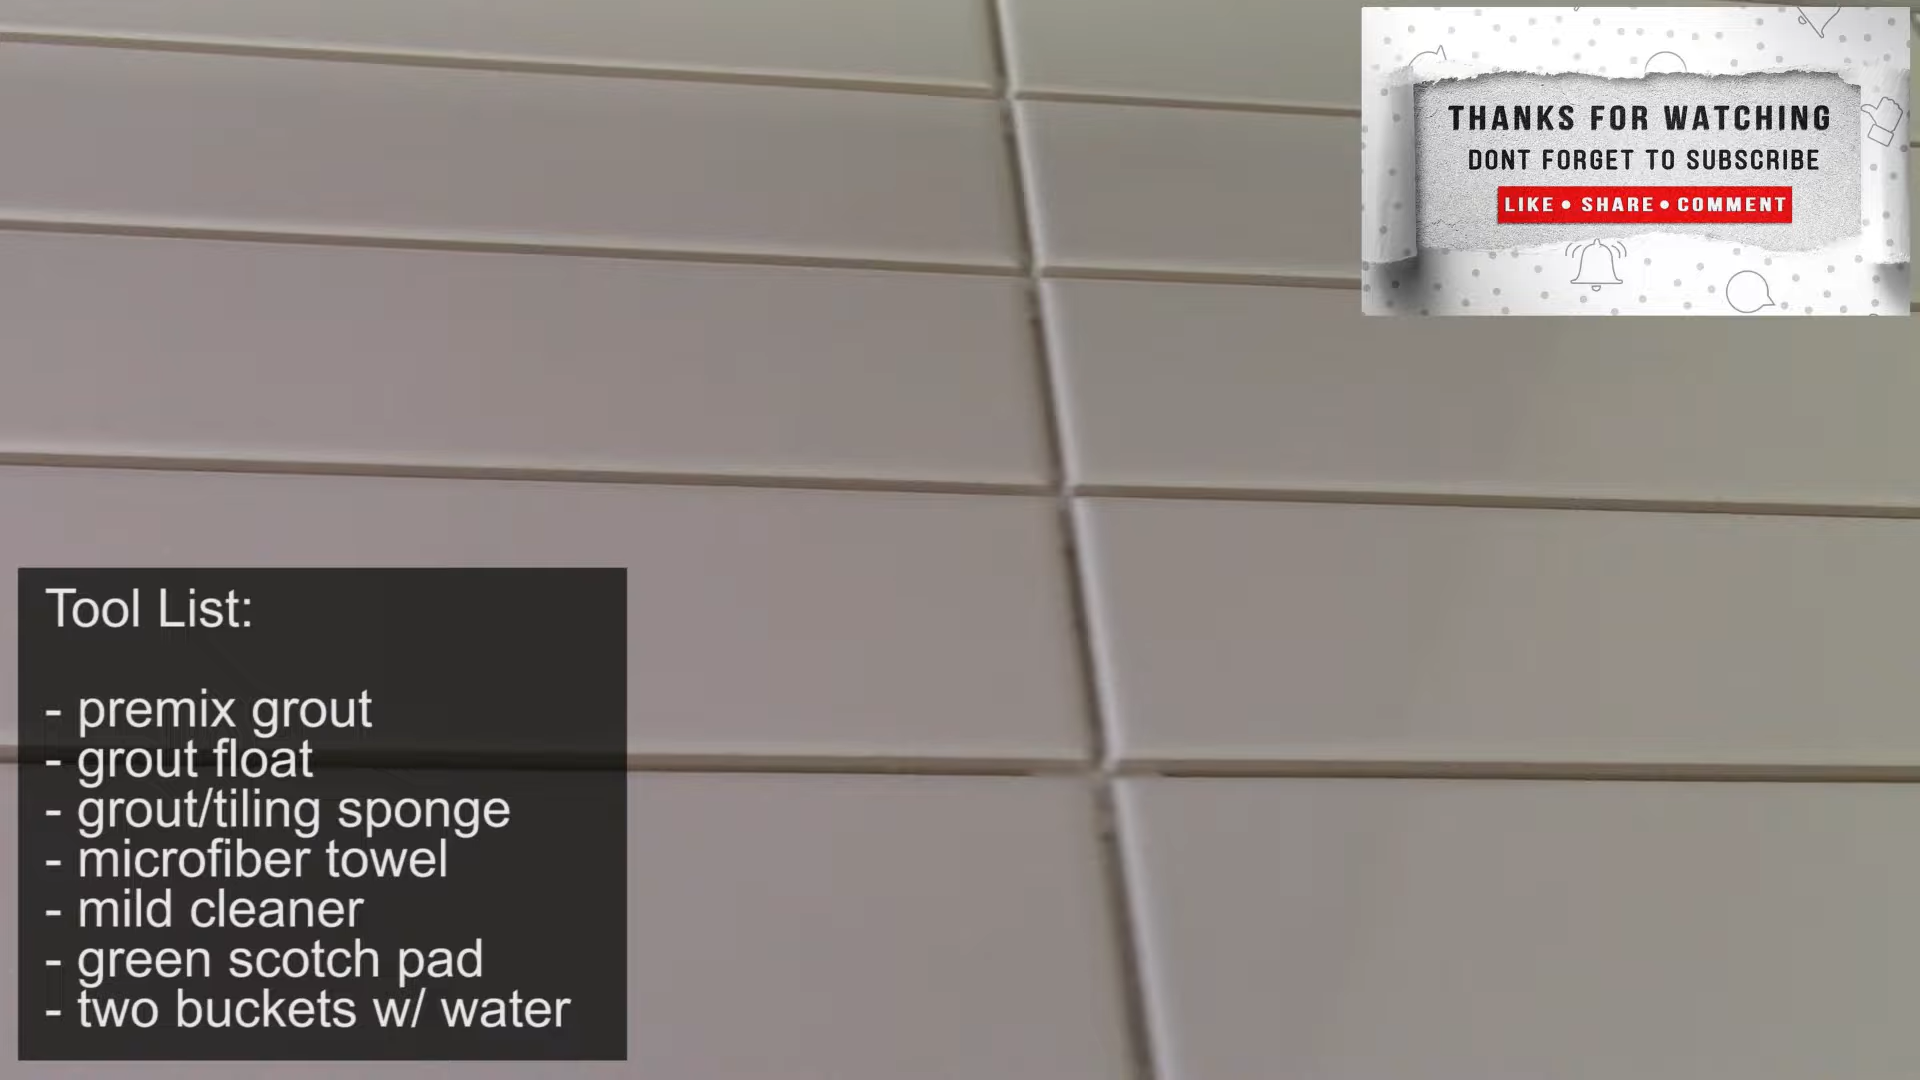 THANKS FOR WATCHING
DONT FORGET TO SUBSCRIBE
LIKE • SHARE • COMMENT
Tool List:
- premix grout
- grout float
- grout/tiling sponge
- microfiber towel
- mild cleaner
- green scotch pad
- two buckets w/ water